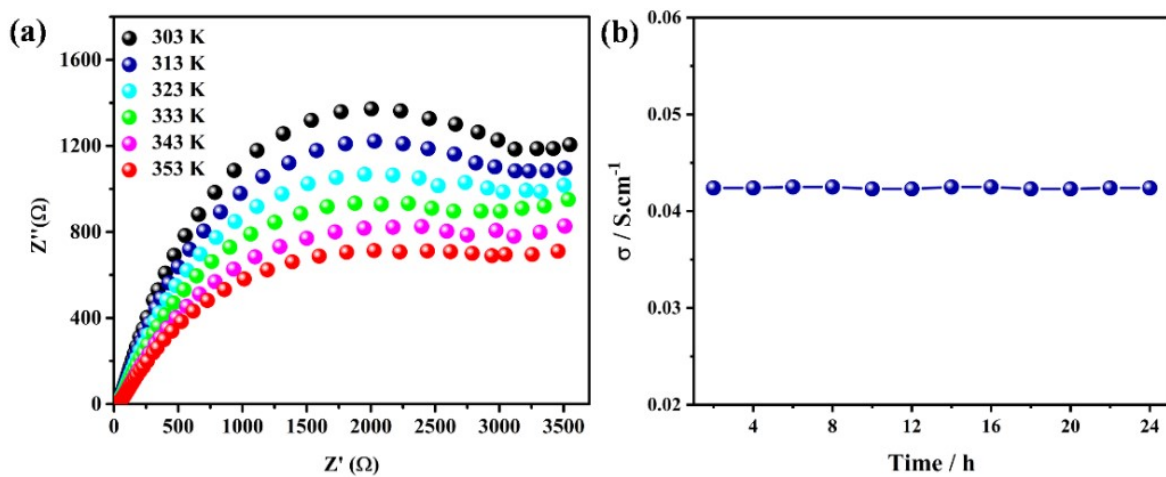 (a)
303 K
313 K
323 K
333 K
343 K
353 K
1600
1200
800
400
0
Z''(Ω)
0 500 1000 1500 2000 2500 3000 3500
Z' (Ω)
(b)
0.06
0.05
0.04
0.03
0.02
σ / S.cm⁻¹
4 8 12 16 20 24
Time / h